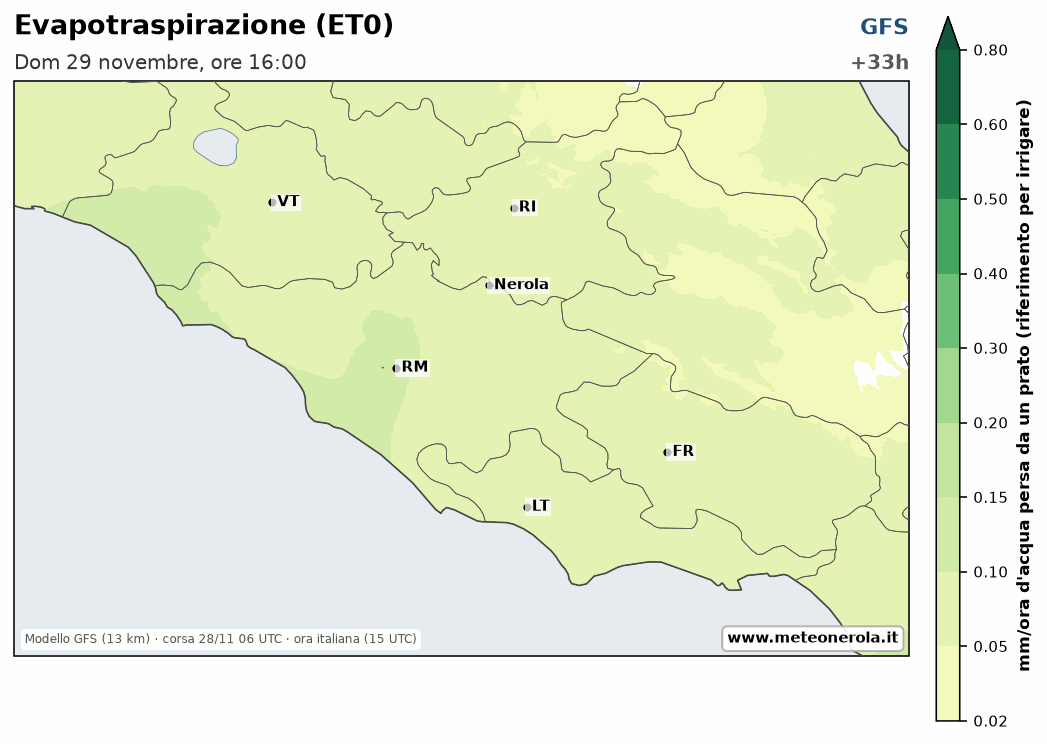 Evapotraspirazione (ET0)
GFS
Dom 29 novembre, ore 16:00
+33h
VT
RI
Nerola
RM
FR
LT
Modello GFS (13 km) · corsa 28/11 06 UTC · ora italiana (15 UTC)
www.meteonerola.it
0.80
0.60
0.50
0.40
0.30
0.20
0.15
0.10
0.05
0.02
mm/ora d'acqua persa da un prato (riferimento per irrigare)